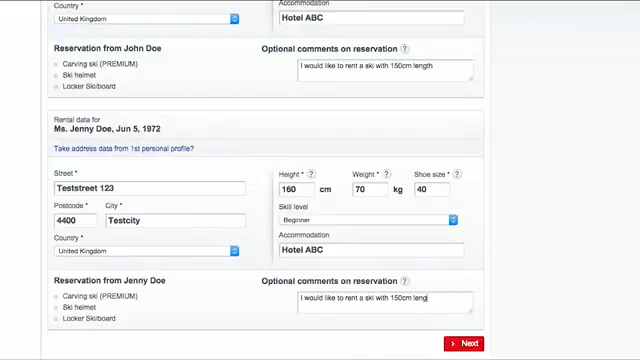 Country *
Accommodation
United Kingdom
Hotel ABC
Reservation from John Doe
Optional comments on reservation ?
Carving ski (PREMIUM)
Ski helmet
Locker Ski/board
I would like to rent a ski with 150cm length
Rental data for
Ms. Jenny Doe, Jun 5, 1972
Take address data from 1st personal profile?
Street *
Height * ?
Weight * ?
Shoe size * ?
Teststreet 123
160 cm
70 kg
40
Postcode *
City *
Skill level
4400
Testcity
Beginner
Country *
Accommodation
United Kingdom
Hotel ABC
Reservation from Jenny Doe
Optional comments on reservation ?
Carving ski (PREMIUM)
Ski helmet
Locker Ski/board
I would like to rent a ski with 150cm leng
Next